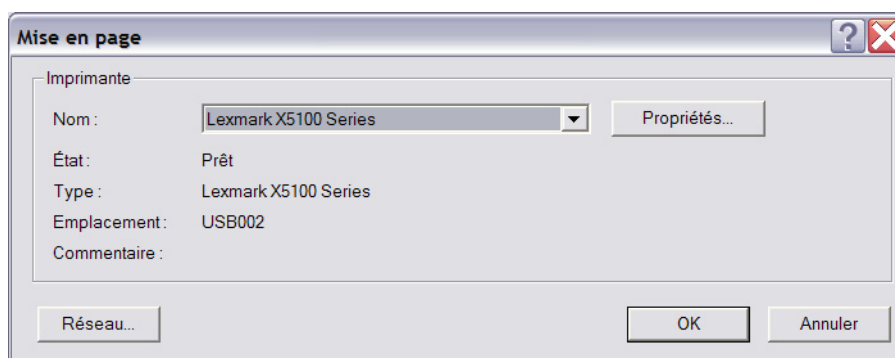 Mise en page
Imprimante
Nom : Lexmark X5100 Series Propriétés...
État : Prêt
Type : Lexmark X5100 Series
Emplacement : USB002
Commentaire :
Réseau... OK Annuler